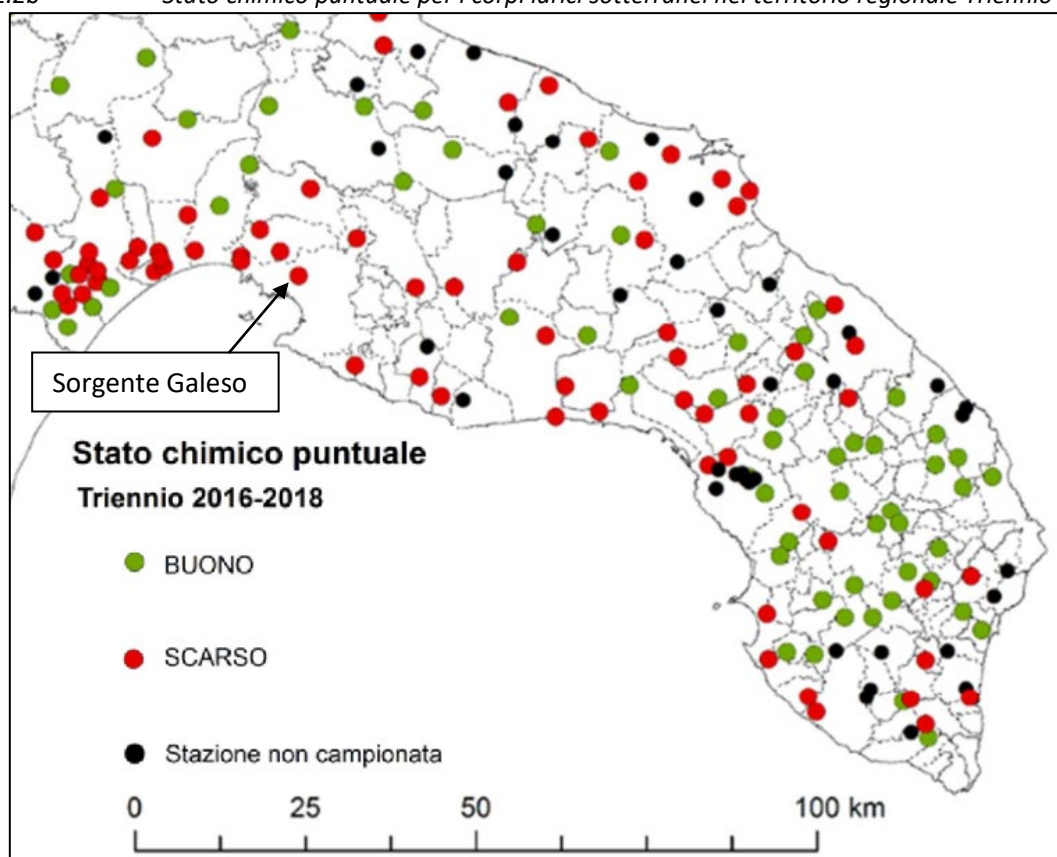 Stato chimico puntuale per i corpi idrici sotterranei nel territorio regionale Triennio
Sorgente Galeso
Stato chimico puntuale
Triennio 2016-2018
BUONO
SCARSO
Stazione non campionata
0 25 50 100 km